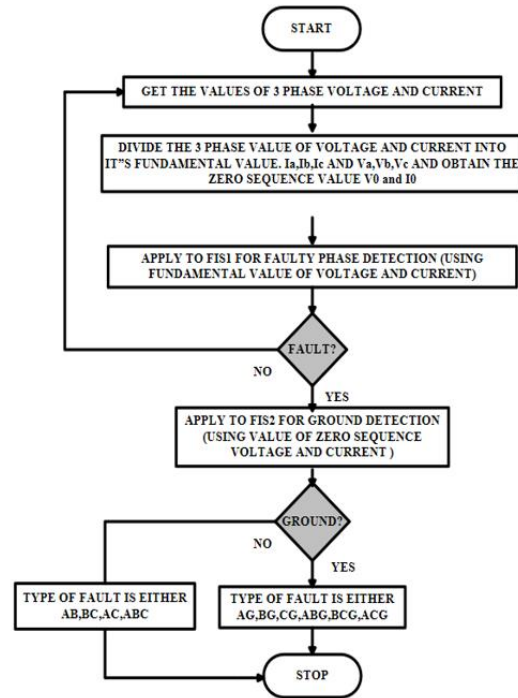 START
GET THE VALUES OF 3 PHASE VOLTAGE AND CURRENT
DIVIDE THE 3 PHASE VALUE OF VOLTAGE AND CURRENT INTO
IT"S FUNDAMENTAL VALUE. Ia,Ib,Ic AND Va,Vb,Vc AND OBTAIN THE
ZERO SEQUENCE VALUE V0 and I0
APPLY TO FIS1 FOR FAULTY PHASE DETECTION (USING
FUNDAMENTAL VALUE OF VOLTAGE AND CURRENT)
FAULT?
NO
YES
APPLY TO FIS2 FOR GROUND DETECTION
(USING VALUE OF ZERO SEQUENCE
VOLTAGE AND CURRENT )
GROUND?
NO
YES
TYPE OF FAULT IS EITHER
AB,BC,AC,ABC
TYPE OF FAULT IS EITHER
AG,BG,CG,ABG,BCG,ACG
STOP